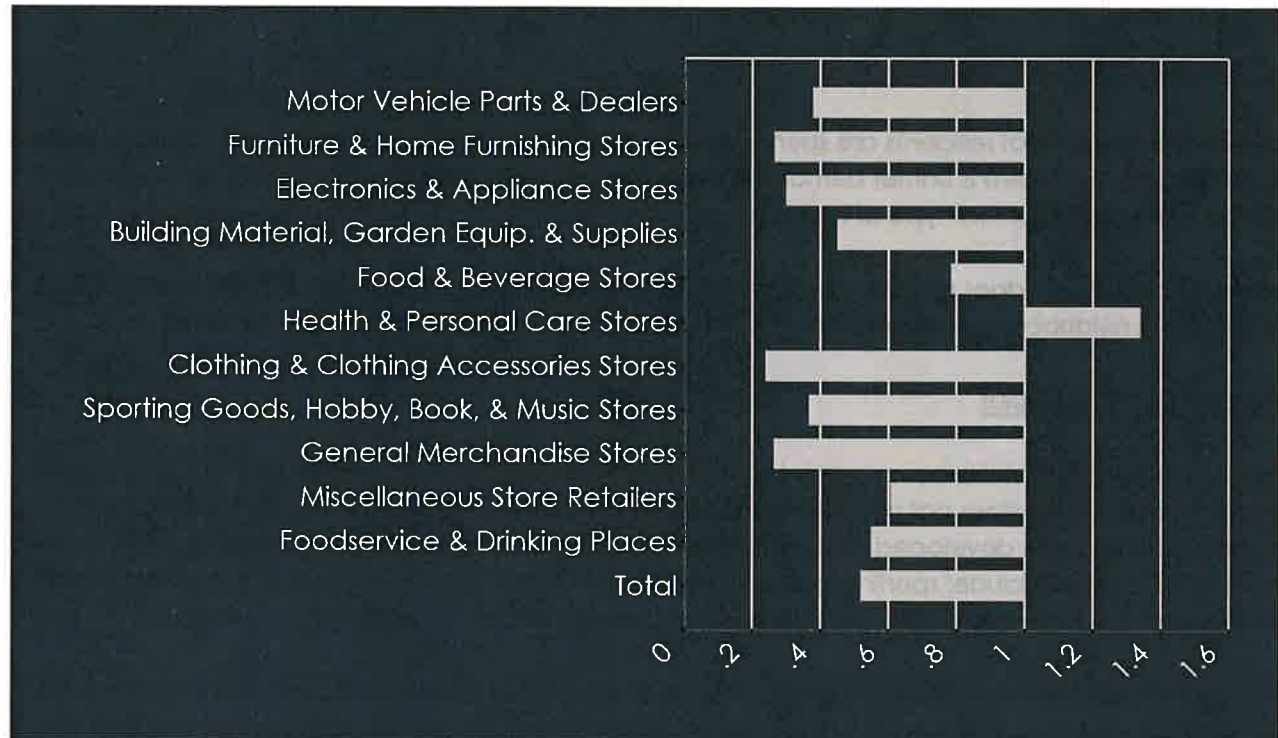 Motor Vehicle Parts & Dealers
Furniture & Home Furnishing Stores
Electronics & Appliance Stores
Building Material, Garden Equip. & Supplies
Food & Beverage Stores
Health & Personal Care Stores
Clothing & Clothing Accessories Stores
Sporting Goods, Hobby, Book, & Music Stores
General Merchandise Stores
Miscellaneous Store Retailers
Foodservice & Drinking Places
Total
0 .2 .4 .6 .8 1 1.2 1.4 1.6